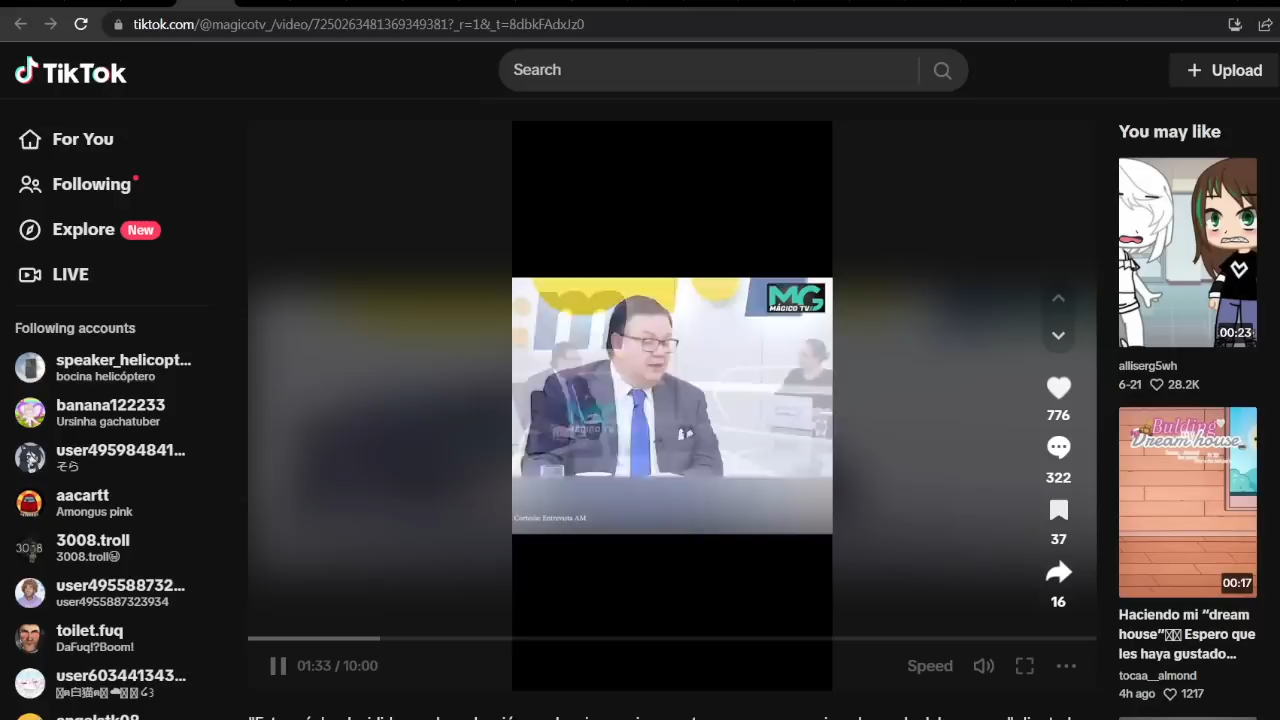 tiktok.com/@magicotv_/video/7250263481369349381?_r=1&_t=8dbkFAdxJz0
TikTok
Search
Upload
For You
Following
Explore New
LIVE
Following accounts
speaker_helicopt...
bocina helicóptero
banana122233
Ursinha gachatuber
user495984841...
そら
aacartt
Amongus pink
3008.troll
3008.troll
user495588732...
user4955887323934
toilet.fuq
DaFuq!?Boom!
user603441343...
MG
MÁGICO TV
Cortesía: Entrevista AM
776
322
37
16
01:33 / 10:00
Speed
You may like
00:23
alliserg5wh
6-21 28.2K
Bulding
Dream house
00:17
Haciendo mi “dream
house” Espero que
les haya gustado...
tocaa__almond
4h ago 1217